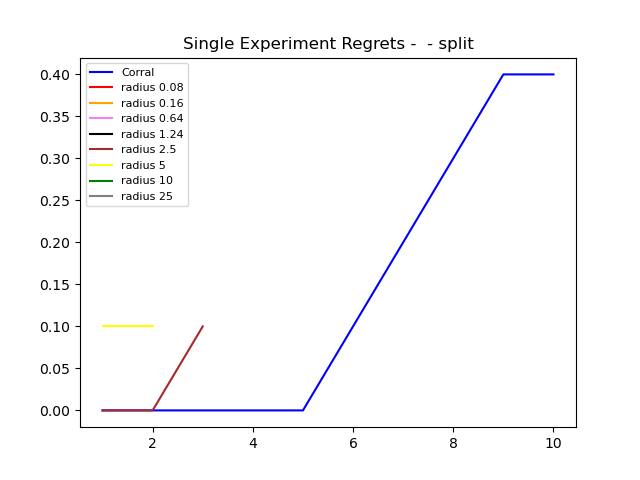 Single Experiment Regrets -  - split
Corral
radius 0.08
radius 0.16
radius 0.64
radius 1.24
radius 2.5
radius 5
radius 10
radius 25
0.40
0.35
0.30
0.25
0.20
0.15
0.10
0.05
0.00
2 4 6 8 10